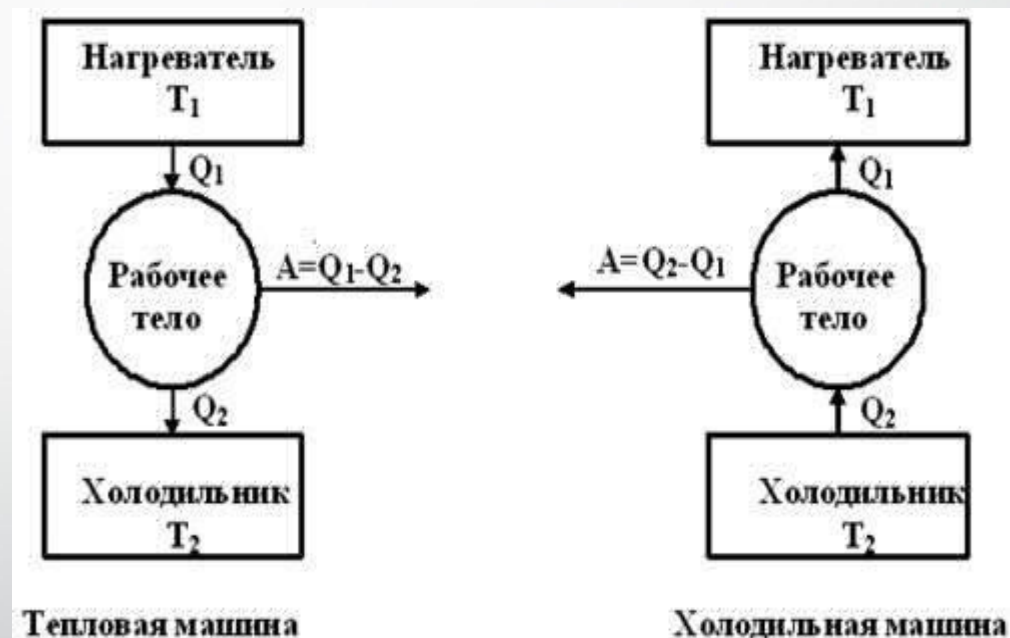 Нагреватель
T₁
Q₁
Рабочее
тело
A=Q₁-Q₂
Q₂
Холодильник
T₂
Тепловая машина
Нагреватель
T₁
Q₁
A=Q₂-Q₁
Рабочее
тело
Q₂
Холодильник
T₂
Холодильная машина